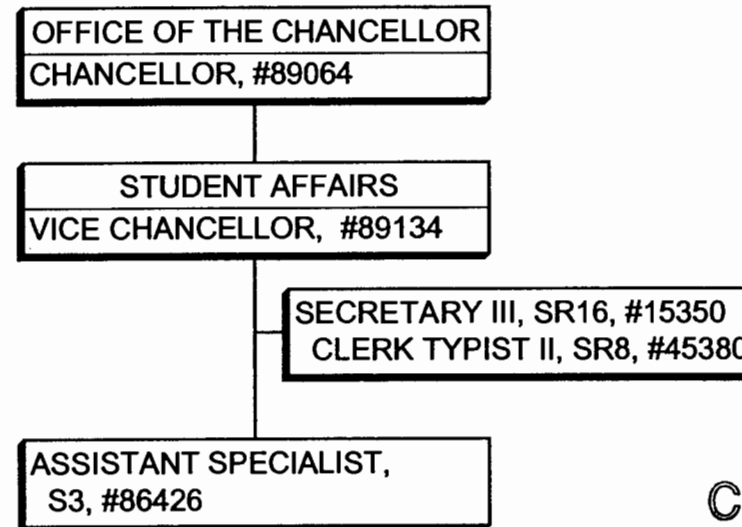 OFFICE OF THE CHANCELLOR
CHANCELLOR, #89064
STUDENT AFFAIRS
VICE CHANCELLOR, #89134
SECRETARY III, SR16, #15350
CLERK TYPIST II, SR8, #45380
ASSISTANT SPECIALIST,
S3, #86426
C